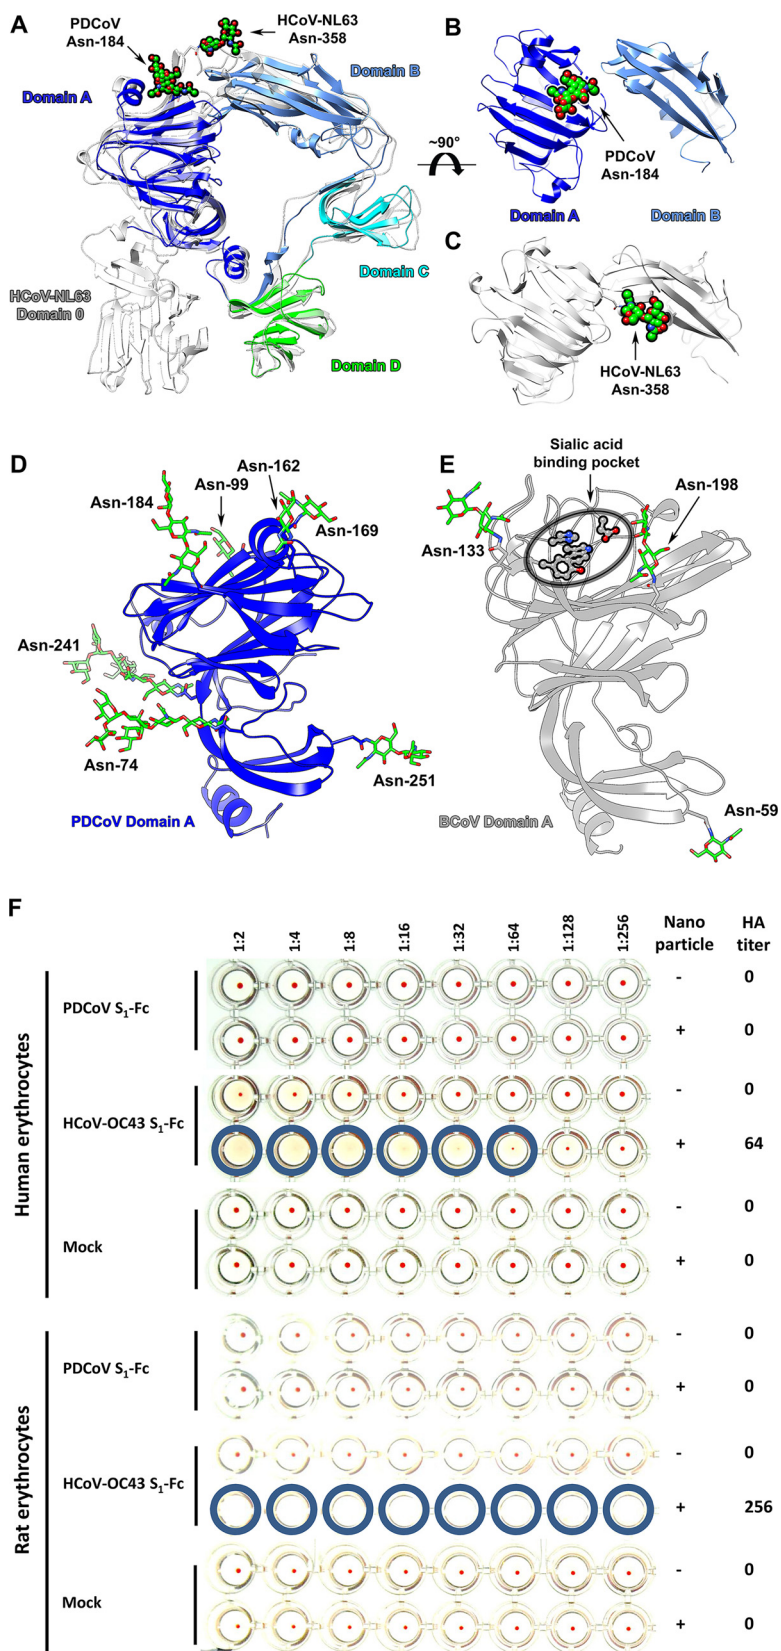 A
PDCoV
Asn-184
HCoV-NL63
Asn-358
Domain A
Domain B
HCoV-NL63
Domain 0
Domain C
Domain D
~90°
B
PDCoV
Asn-184
Domain A
Domain B
C
HCoV-NL63
Asn-358
D
Asn-184
Asn-99
Asn-162
Asn-169
Asn-241
Asn-74
Asn-251
PDCoV Domain A
E
Sialic acid
binding pocket
Asn-198
Asn-133
Asn-59
BCoV Domain A
F
1:2 1:4 1:8 1:16 1:32 1:64 1:128 1:256
Nano
particle
HA
titer
Human erythrocytes
PDCoV S₁-Fc
- 0
+ 0
HCoV-OC43 S₁-Fc
- 0
+ 64
Mock
- 0
+ 0
Rat erythrocytes
PDCoV S₁-Fc
- 0
+ 0
HCoV-OC43 S₁-Fc
- 0
+ 256
Mock
- 0
+ 0